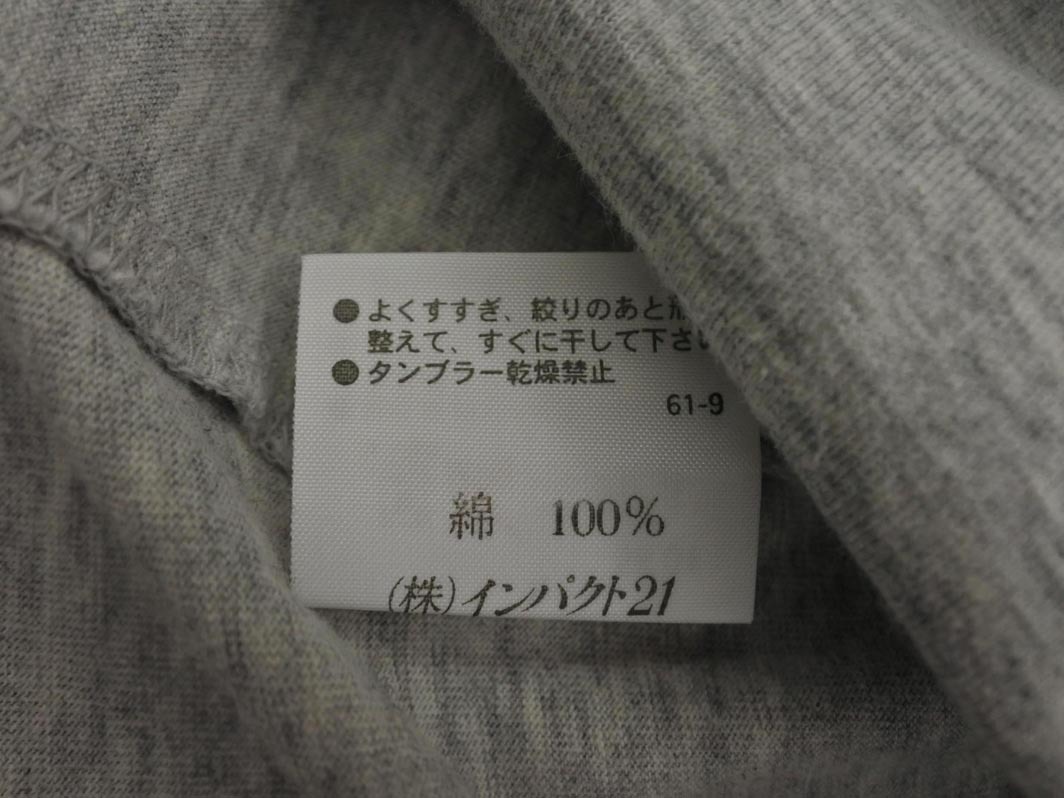 ●よくすすぎ、絞りのあと
整えて、すぐに干して下さい
●タンブラー乾燥禁止
61-9
綿 100%
(株)インパクト21